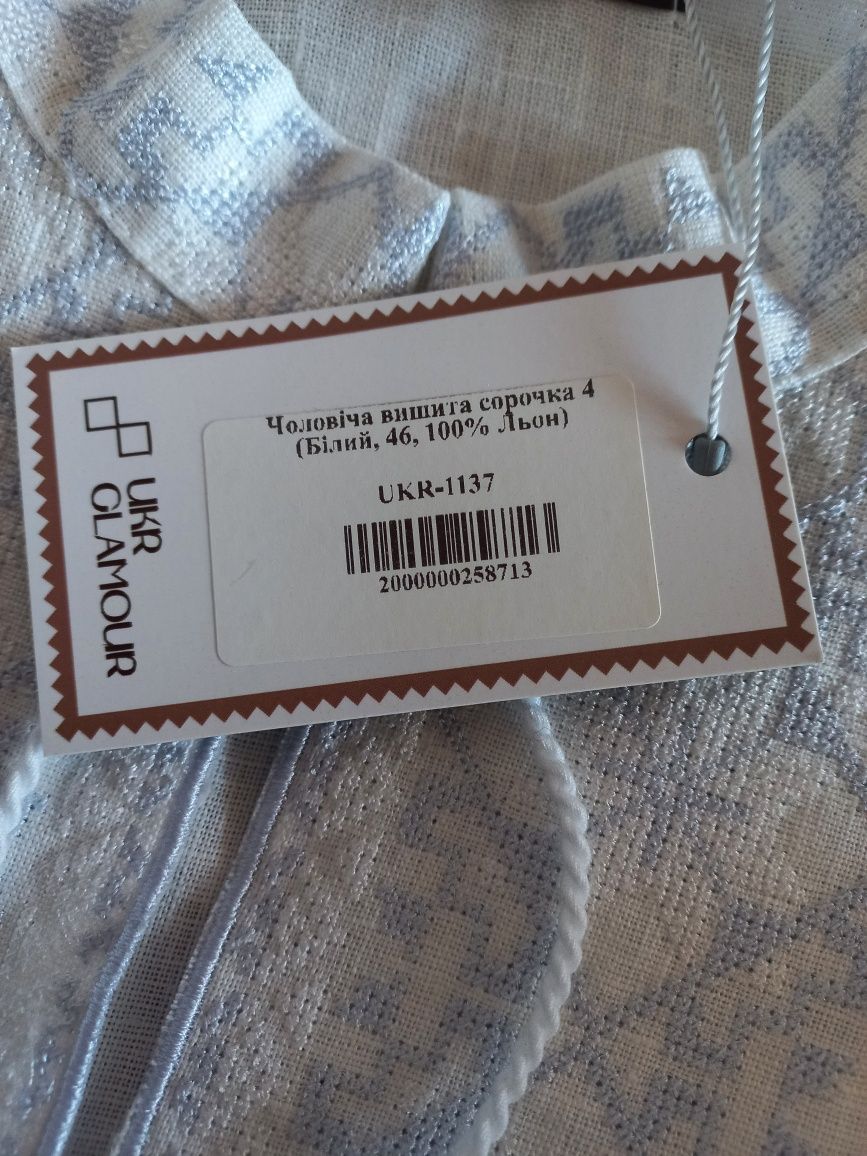 Чоловіча вишита сорочка 4
(Білий, 46, 100% Льон)
UKR-1137
2000000258713
UKR
GLAMOUR